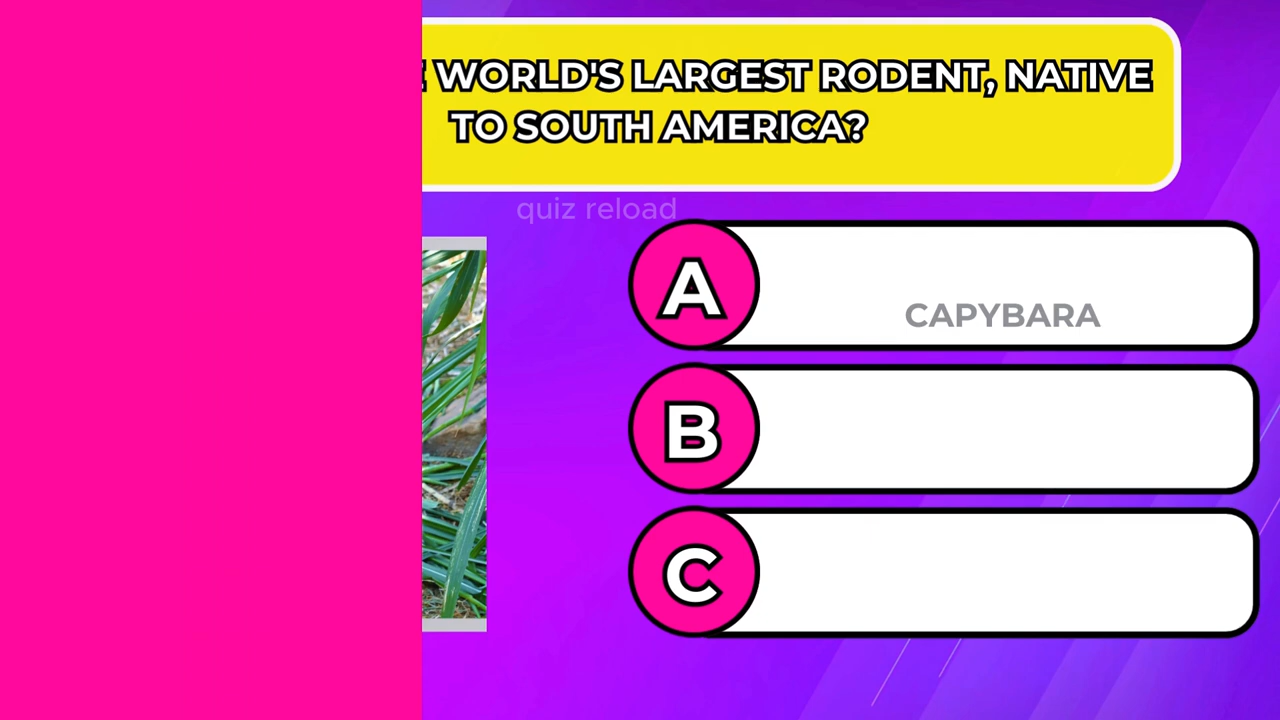 WORLD'S LARGEST RODENT, NATIVE
TO SOUTH AMERICA?
quiz reload
A
CAPYBARA
B
C